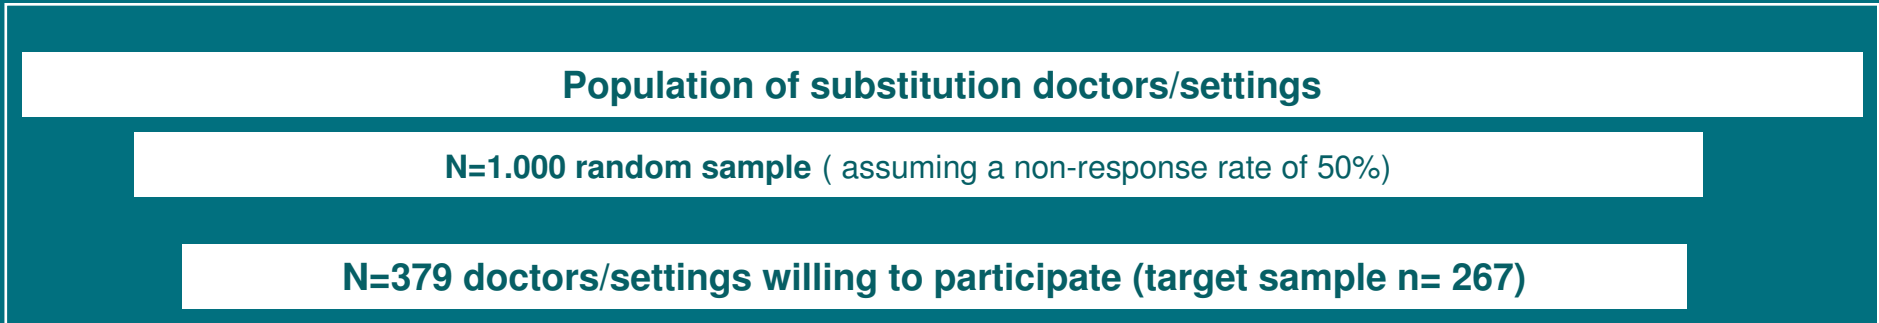 Population of substitution doctors/settings
N=1.000 random sample ( assuming a non-response rate of 50%)
N=379 doctors/settings willing to participate (target sample n= 267)